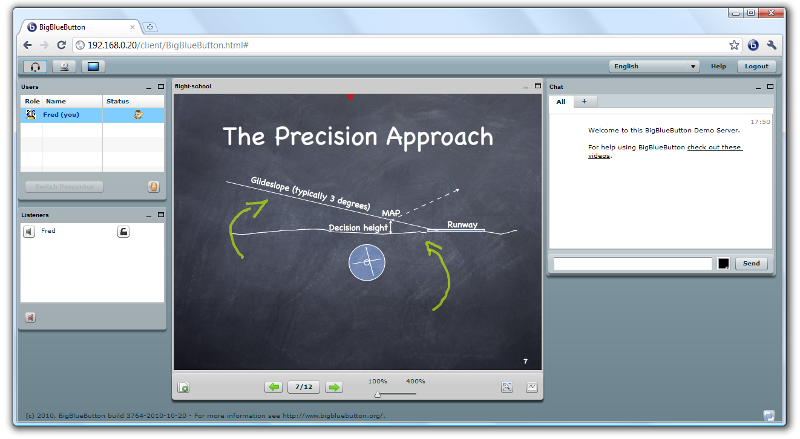 BigBlueButton
192.168.0.20/client/BigBlueButton.html#
English
Help
Logout
Users
Role Name Status
Fred (you)
Switch Presenter
Listeners
Fred
flight-school
The Precision Approach
Glideslope (typically 3 degrees)
MAP
Decision height
Runway
7
7/12
100% 400%
Chat
All +
17:50
Welcome to this BigBlueButton Demo Server.
For help using BigBlueButton check out these
videos.
Send
(c) 2010. BigBlueButton build 3764-2010-10-20 - For more information see http://www.bigbluebutton.org/.